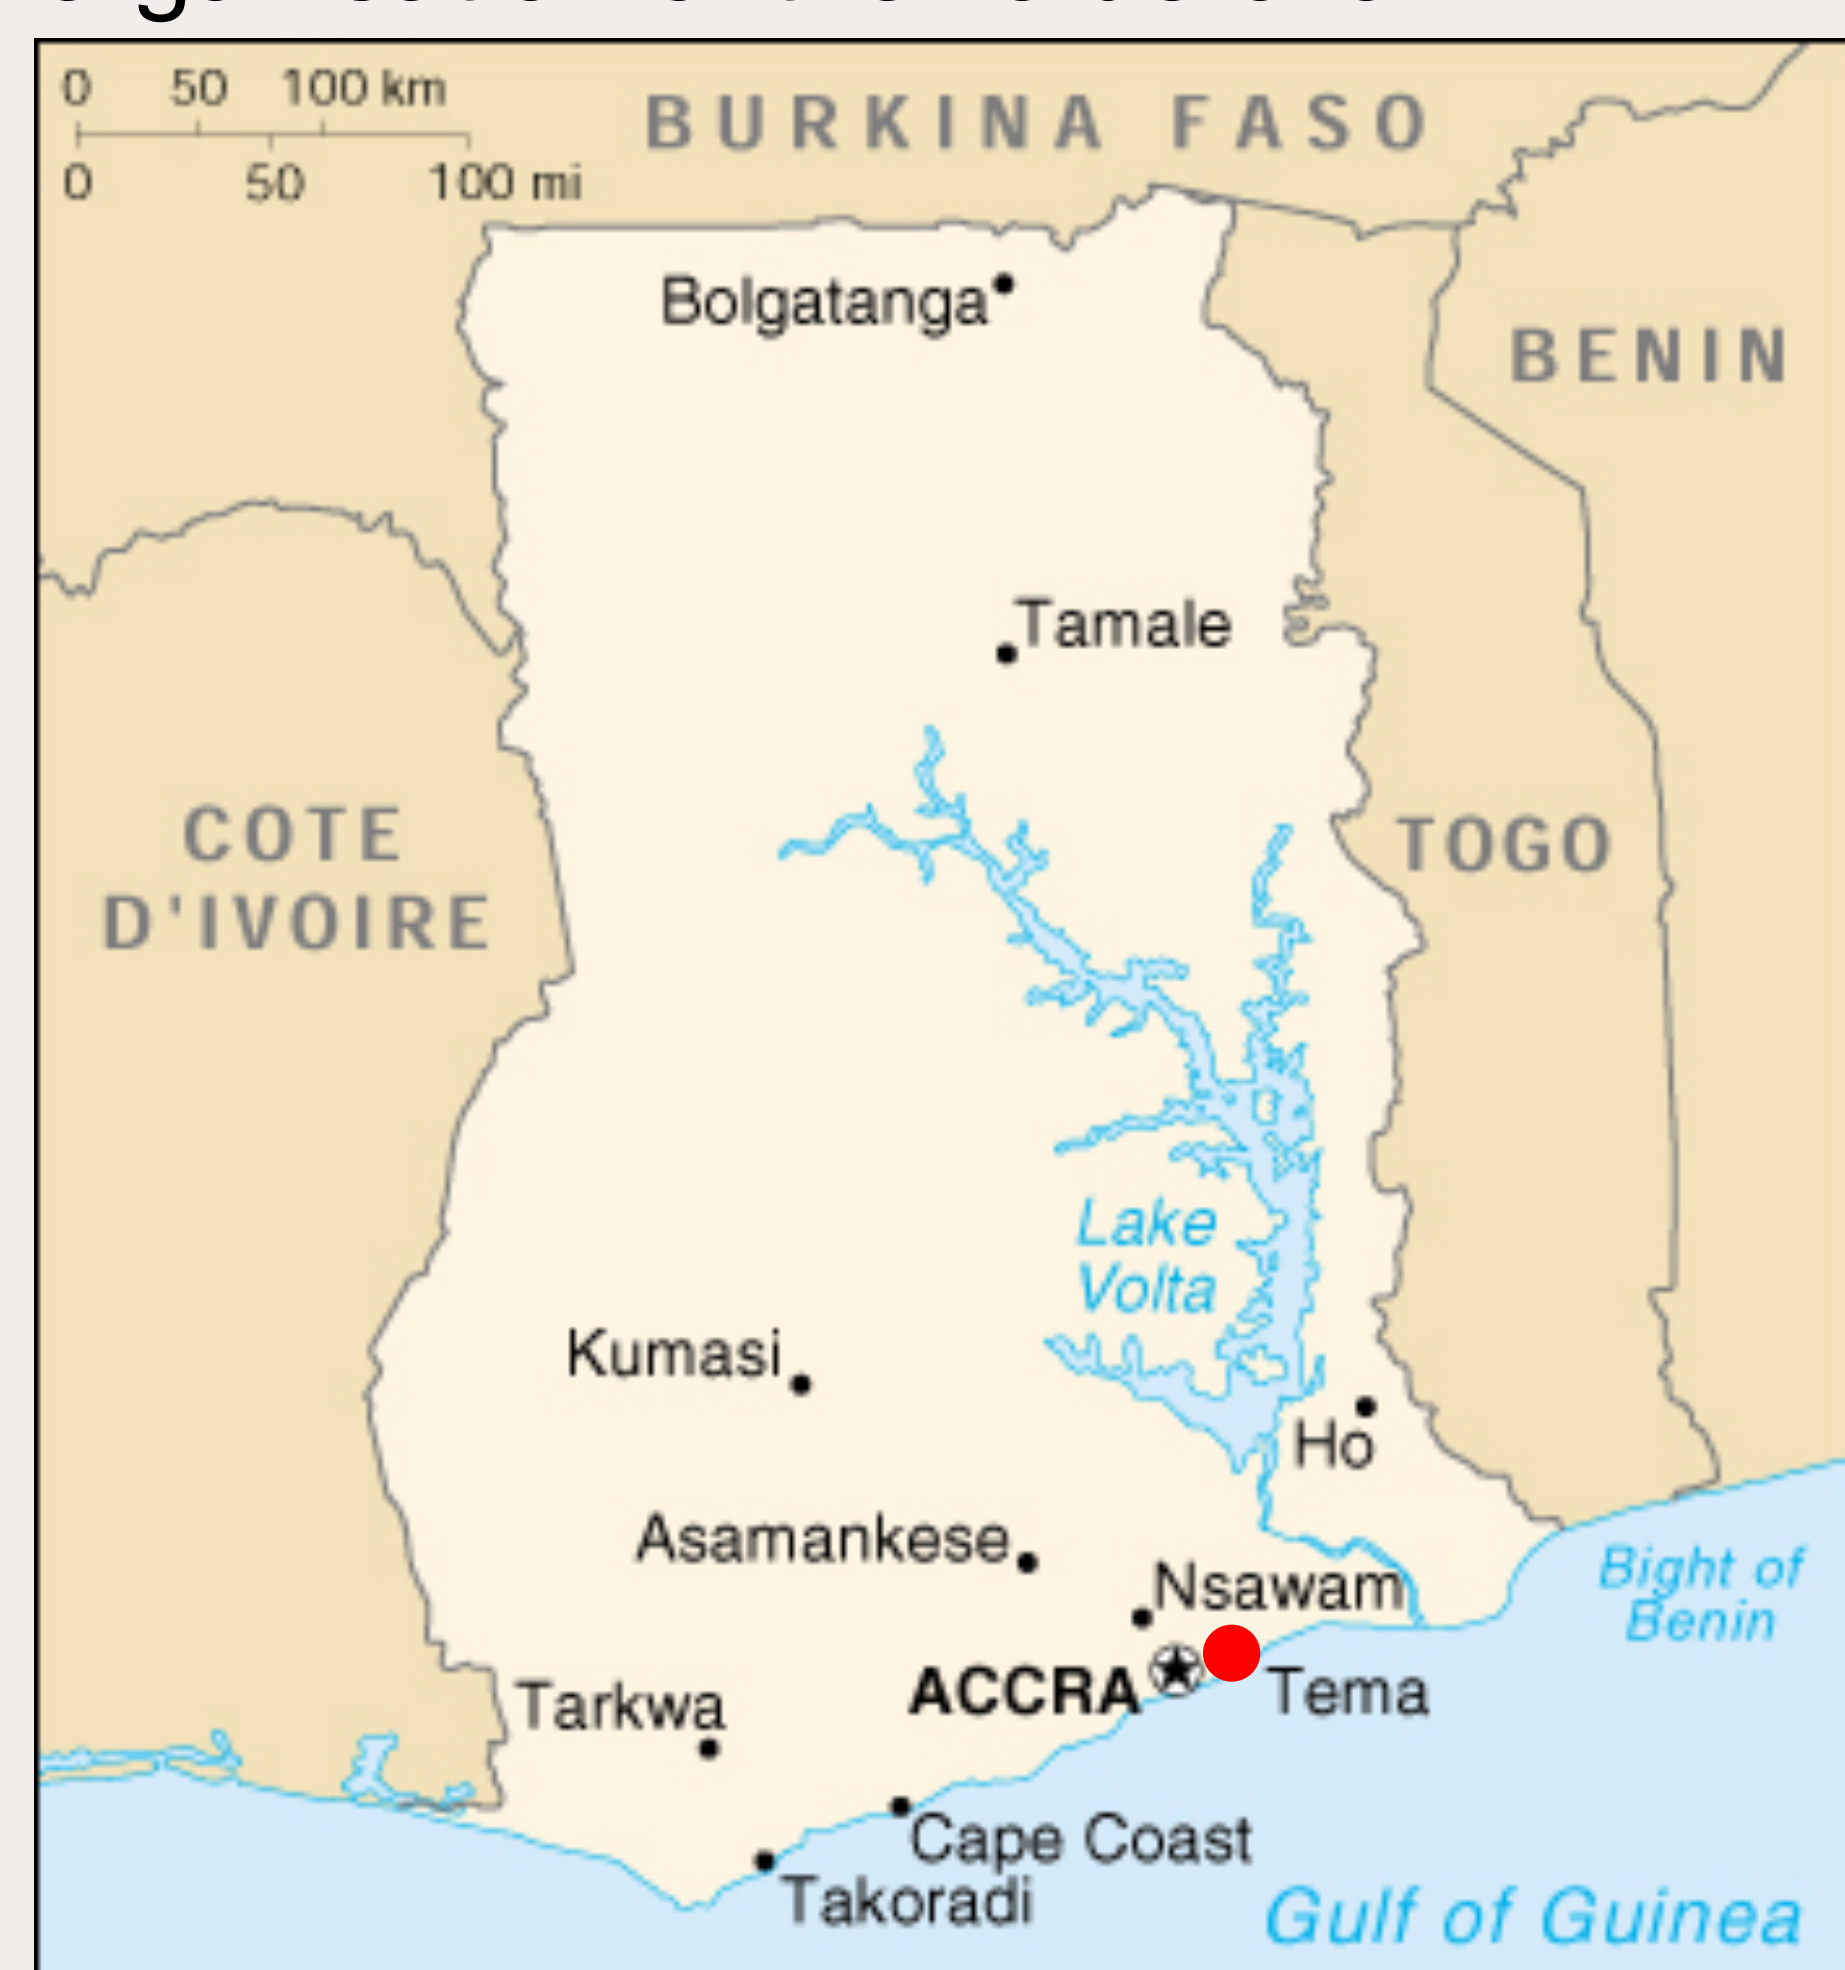 0 50 100 km
0 50 100 mi
BURKINA FASO
Bolgatanga
BENIN
Tamale
COTE
D'IVOIRE
TOGO
Lake
Volta
Kumasi
Ho
Asamankese
Nsawam
Bight of
Benin
ACCRA
Tema
Tarkwa
Cape Coast
Takoradi
Gulf of Guinea